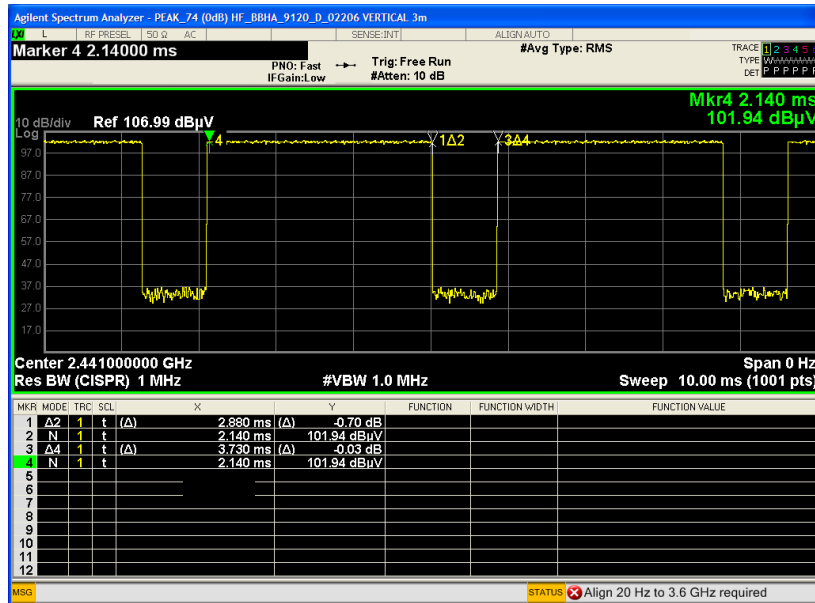 Agilent Spectrum Analyzer - PEAK_74 (0dB) HF_BBHA_9120_D_02206 VERTICAL 3m
LXI L RF PRESEL 50 Ω AC SENSE:INT ALIGN AUTO
Marker 4 2.14000 ms
PNO: Fast
IFGain:Low
Trig: Free Run
#Atten: 10 dB
#Avg Type: RMS
TRACE 1 2 3 4 5
TYPE
DET P P P P P
Mkr4 2.140 ms
101.94 dBµV
10 dB/div Ref 106.99 dBµV
Log
97.0
87.0
77.0
67.0
57.0
47.0
37.0
27.0
17.0
4
1Δ2
3Δ4
Center 2.441000000 GHz Span 0 Hz
Res BW (CISPR) 1 MHz #VBW 1.0 MHz Sweep 10.00 ms (1001 pts)
MKR MODE TRC SCL X Y FUNCTION FUNCTION WIDTH FUNCTION VALUE
1 Δ2 1 t (Δ) 2.880 ms (Δ) -0.70 dB
2 N 1 t 2.140 ms 101.94 dBµV
3 Δ4 1 t (Δ) 3.730 ms (Δ) -0.03 dB
4 N 1 t 2.140 ms 101.94 dBµV
5
6
7
8
9
10
11
12
MSG STATUS Align 20 Hz to 3.6 GHz required